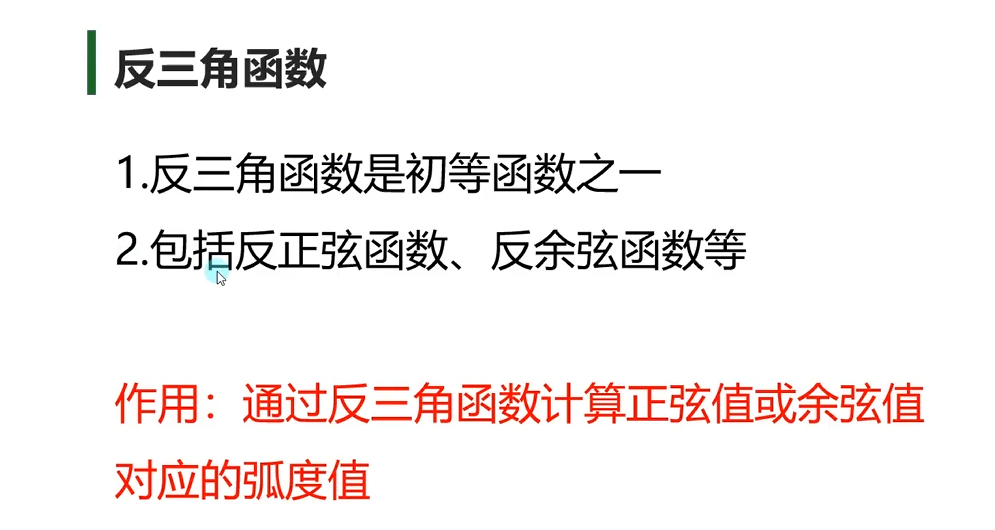 反三角函数
1.反三角函数是初等函数之一
2.包括反正弦函数、反余弦函数等
作用：通过反三角函数计算正弦值或余弦值
对应的弧度值